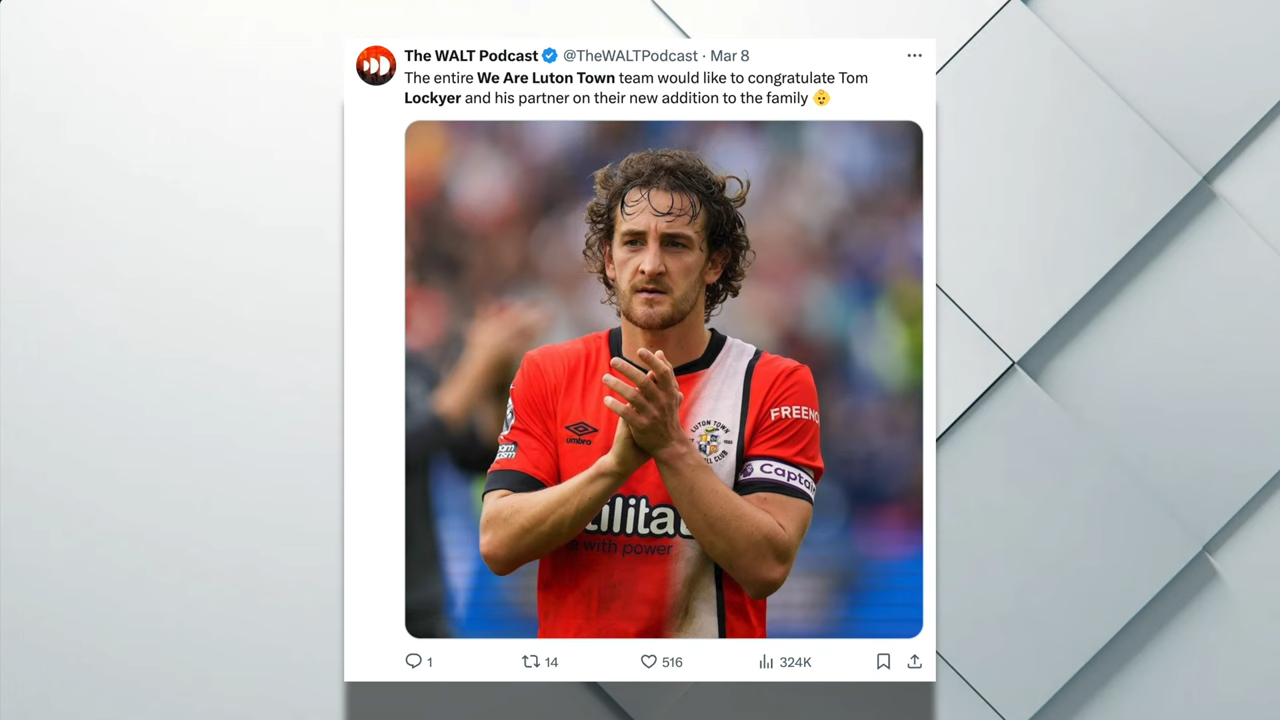 The WALT Podcast @TheWALTPodcast · Mar 8
The entire We Are Luton Town team would like to congratulate Tom
Lockyer and his partner on their new addition to the family 👶
FREENO
umbro
LUTON TOWN
Captai
tilita
with power
1
14
516
324K